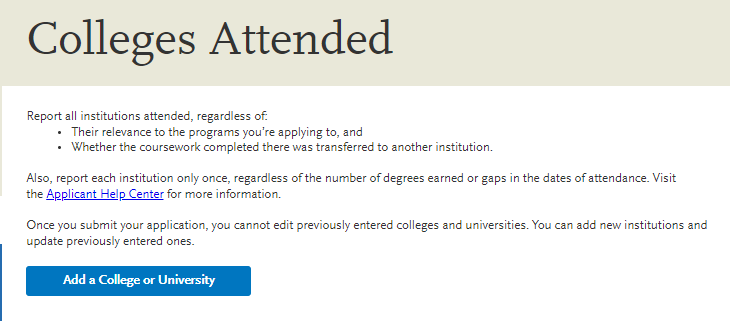 Colleges Attended
Report all institutions attended, regardless of:
• Their relevance to the programs you're applying to, and
• Whether the coursework completed there was transferred to another institution.
Also, report each institution only once, regardless of the number of degrees earned or gaps in the dates of attendance. Visit
the Applicant Help Center for more information.
Once you submit your application, you cannot edit previously entered colleges and universities. You can add new institutions and
update previously entered ones.
Add a College or University